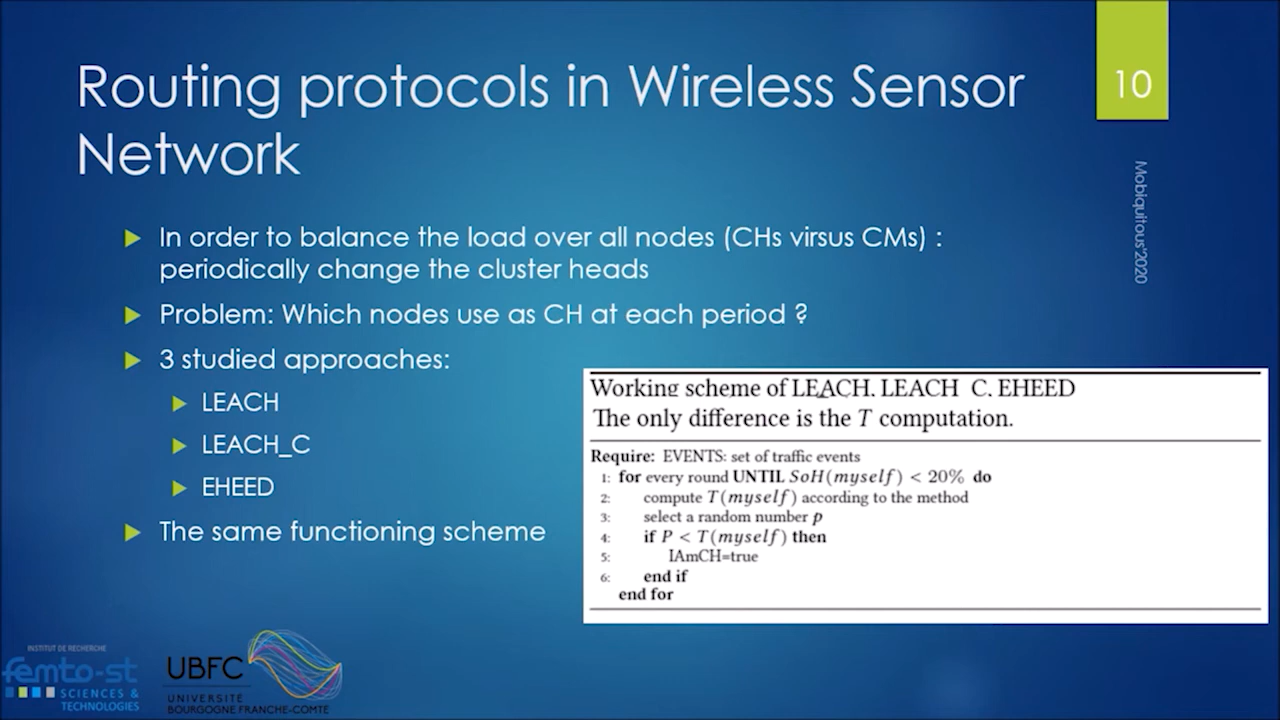 Routing protocols in Wireless Sensor
Network
10
Mobiquitous'2020
In order to balance the load over all nodes (CHs virsus CMs) :
periodically change the cluster heads
Problem: Which nodes use as CH at each period ?
3 studied approaches:
LEACH
LEACH_C
EHEED
The same functioning scheme
Working scheme of LEACH, LEACH C, EHEED
The only difference is the T computation.
Require: EVENTS: set of traffic events
1: for every round UNTIL SoH(myself) < 20% do
2: compute T(myself) according to the method
3: select a random number p
4: if P < T(myself) then
5: IAmCH=true
6: end if
end for
INSTITUT DE RECHERCHE
femto-st
SCIENCES &
TECHNOLOGIES
UBFC
UNIVERSITÉ
BOURGOGNE FRANCHE-COMTÉ